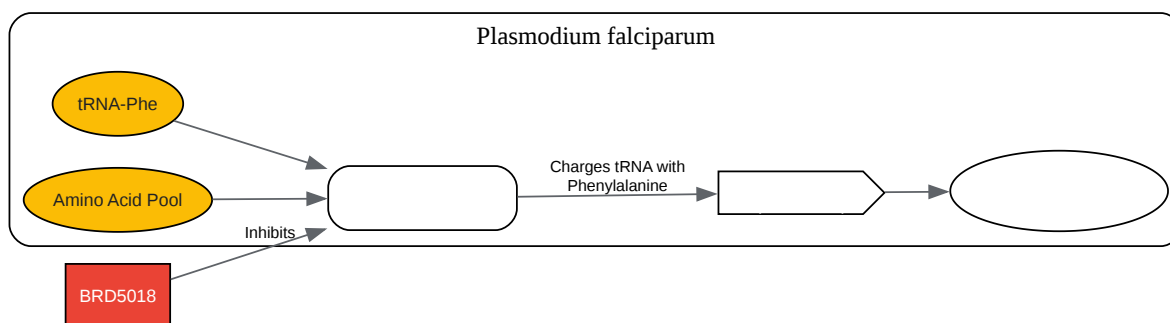 Plasmodium falciparum
tRNA-Phe
Charges tRNA with
Phenylalanine
Amino Acid Pool
Inhibits
BRD5018